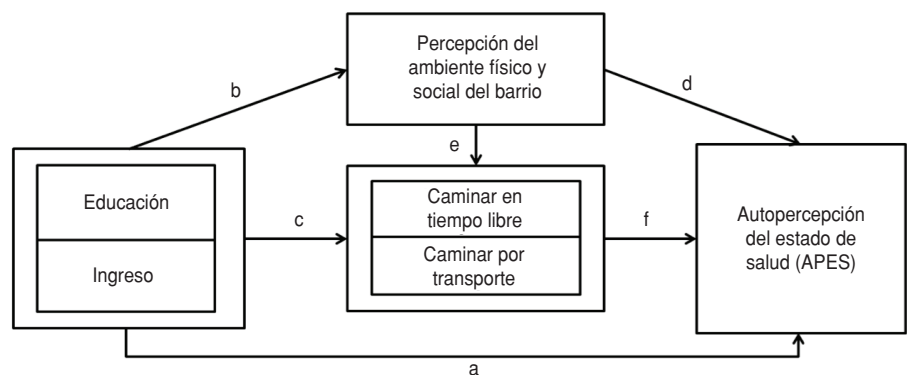 Percepción del
ambiente físico y
social del barrio
b
d
e
Educación
Ingreso
c
Caminar en
tiempo libre
Caminar por
transporte
f
Autopercepción
del estado de
salud (APES)
a